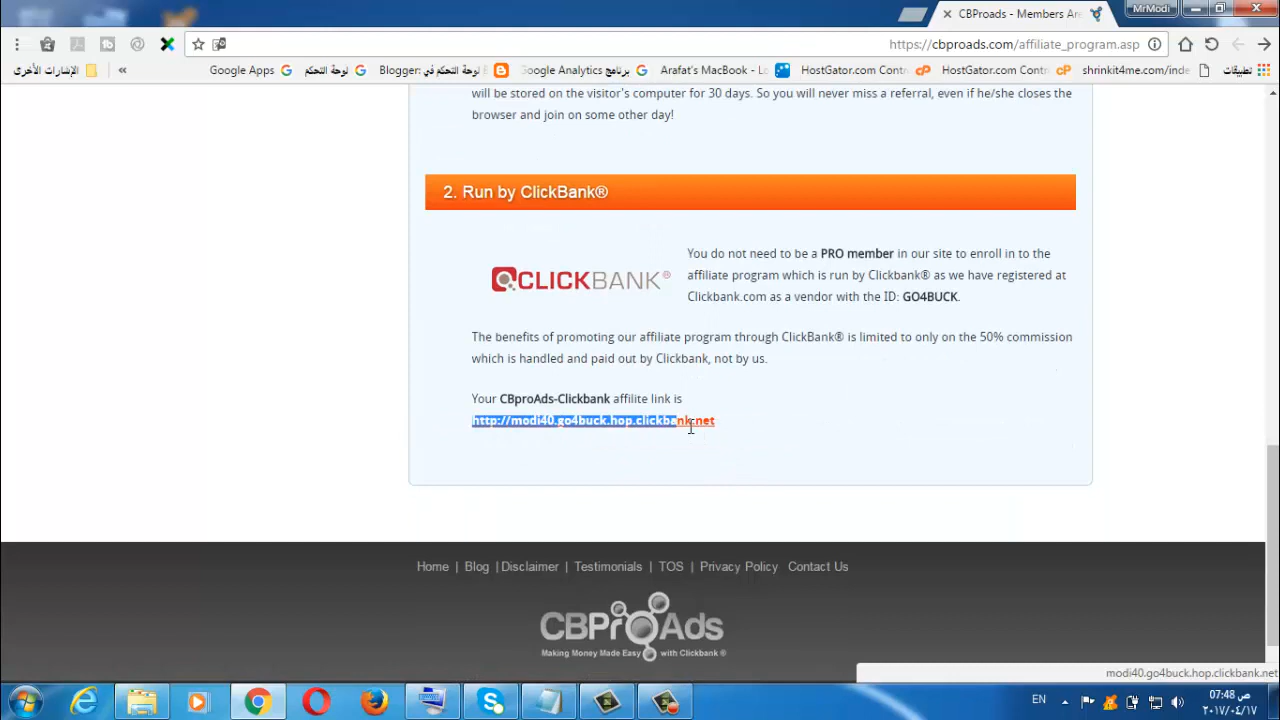 CBProads - Members Are
MrModi
https://cbproads.com/affiliate_program.asp
الإشارات الأخرى
»
Google Apps
لوحة التحكم
Blogger: لوحة التحكم في
Google Analytics برنامج
Arafat's MacBook - Lo
HostGator.com Contr
HostGator.com Contro
shrinkit4me.com/inde
تطبيقات
will be stored on the visitor's computer for 30 days. So you will never miss a referral, even if he/she closes the
browser and join on some other day!
2. Run by ClickBank®
CLICKBANK®
You do not need to be a PRO member in our site to enroll in to the
affiliate program which is run by Clickbank® as we have registered at
Clickbank.com as a vendor with the ID: GO4BUCK.
The benefits of promoting our affiliate program through ClickBank® is limited to only on the 50% commission
which is handled and paid out by Clickbank, not by us.
Your CBproAds-Clickbank affilite link is
http://modi40.go4buck.hop.clickbank.net
Home | Blog | Disclaimer | Testimonials | TOS | Privacy Policy Contact Us
CBProAds
Making Money Made Easy with Clickbank ®
modi40.go4buck.hop.clickbank.net
EN
07:48 ص
٢٠١٧/٠٤/١٧